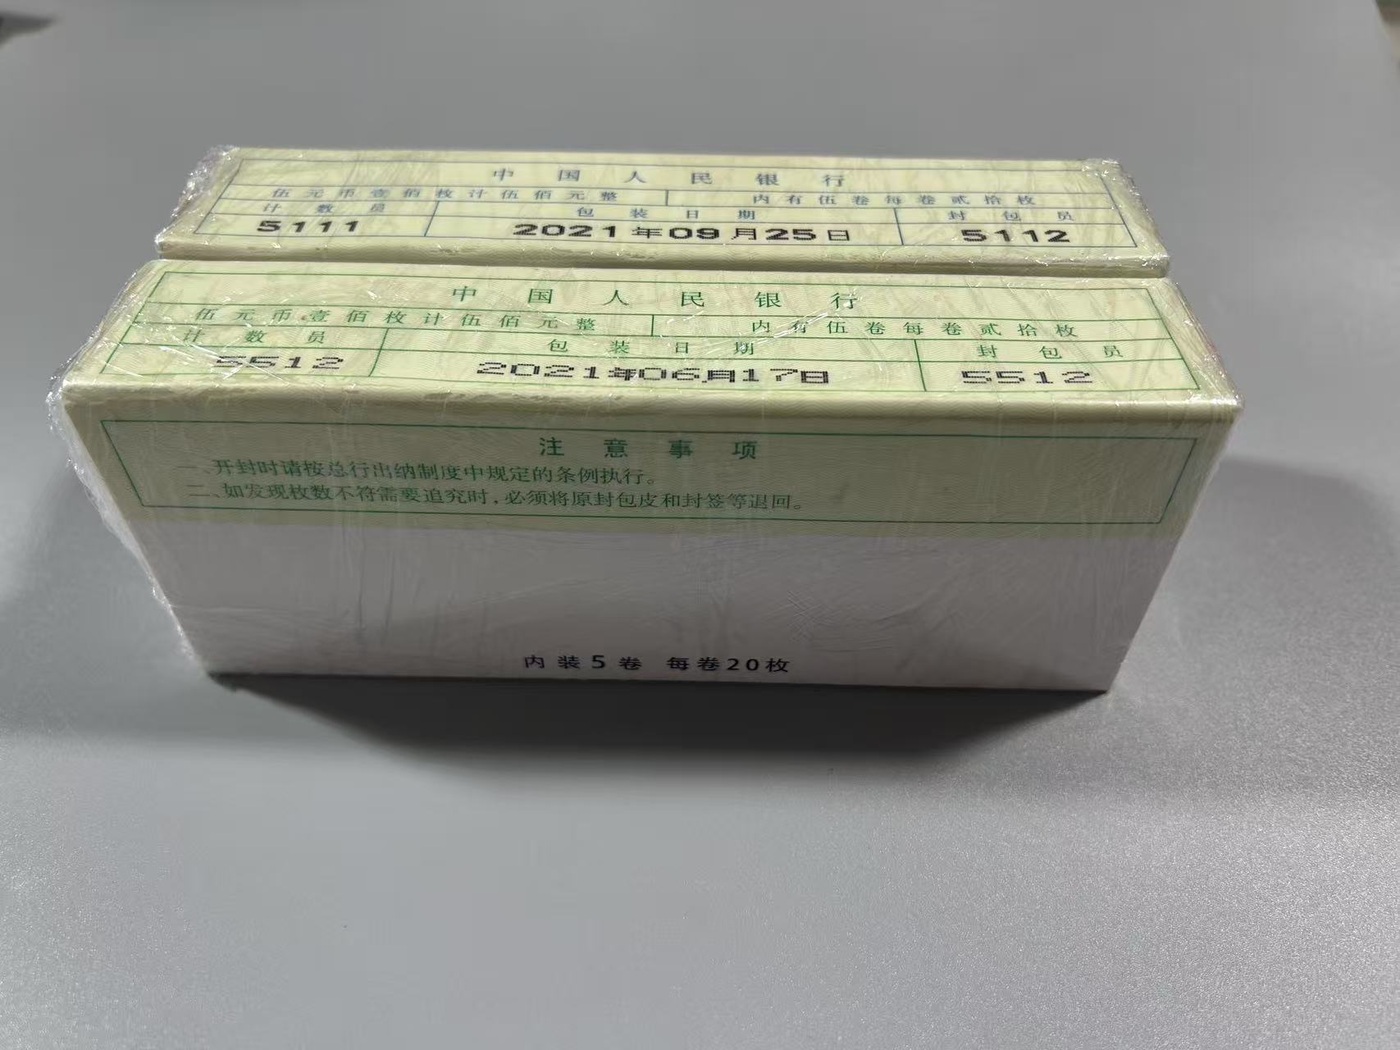 中国人民银行
伍元币壹佰枚计伍佰元整 内有伍卷每卷贰拾枚
计数员 包装日期 封包员
5111 2021年09月25日 5112
中国人民银行
伍元币壹佰枚计伍佰元整 内有伍卷每卷贰拾枚
计数员 包装日期 封包员
5512 2021年06月17日 5512
注意事项
一、开封时请按总行出纳制度中规定的条例执行。
二、如发现枚数不符需要追究时,必须将原封包皮和封签等退回。
内装5卷 每卷20枚